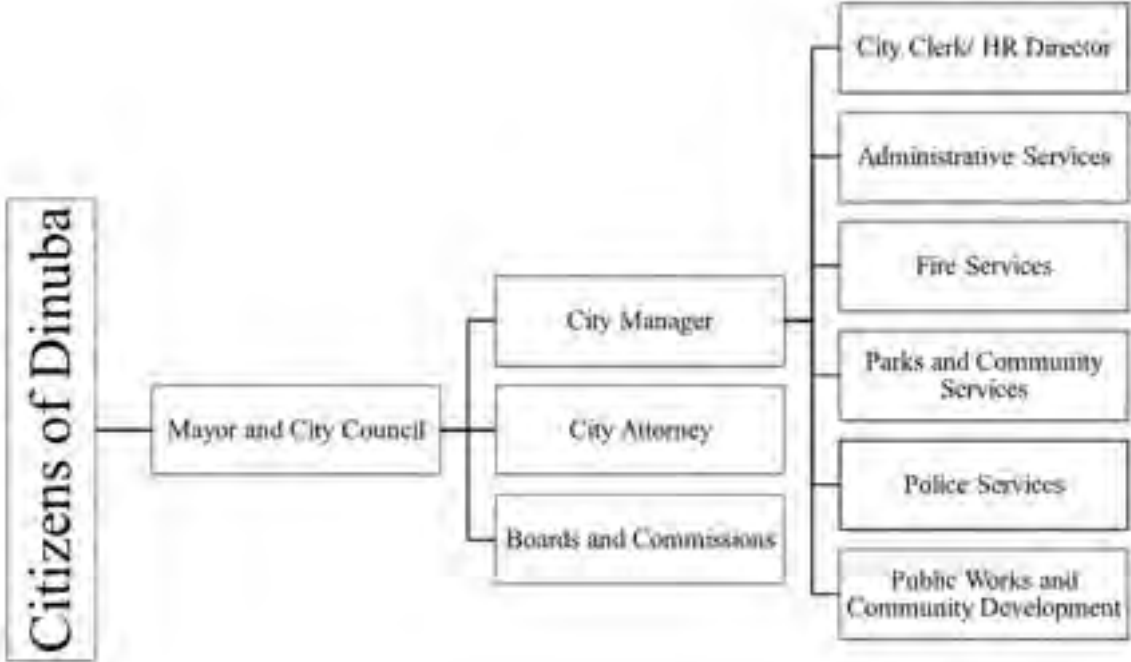 Citizens of Dinuba
Mayor and City Council
City Manager
City Attorney
Boards and Commissions
City Clerk/ HR Director
Administrative Services
Fire Services
Parks and Community
Services
Police Services
Public Works and
Community Development